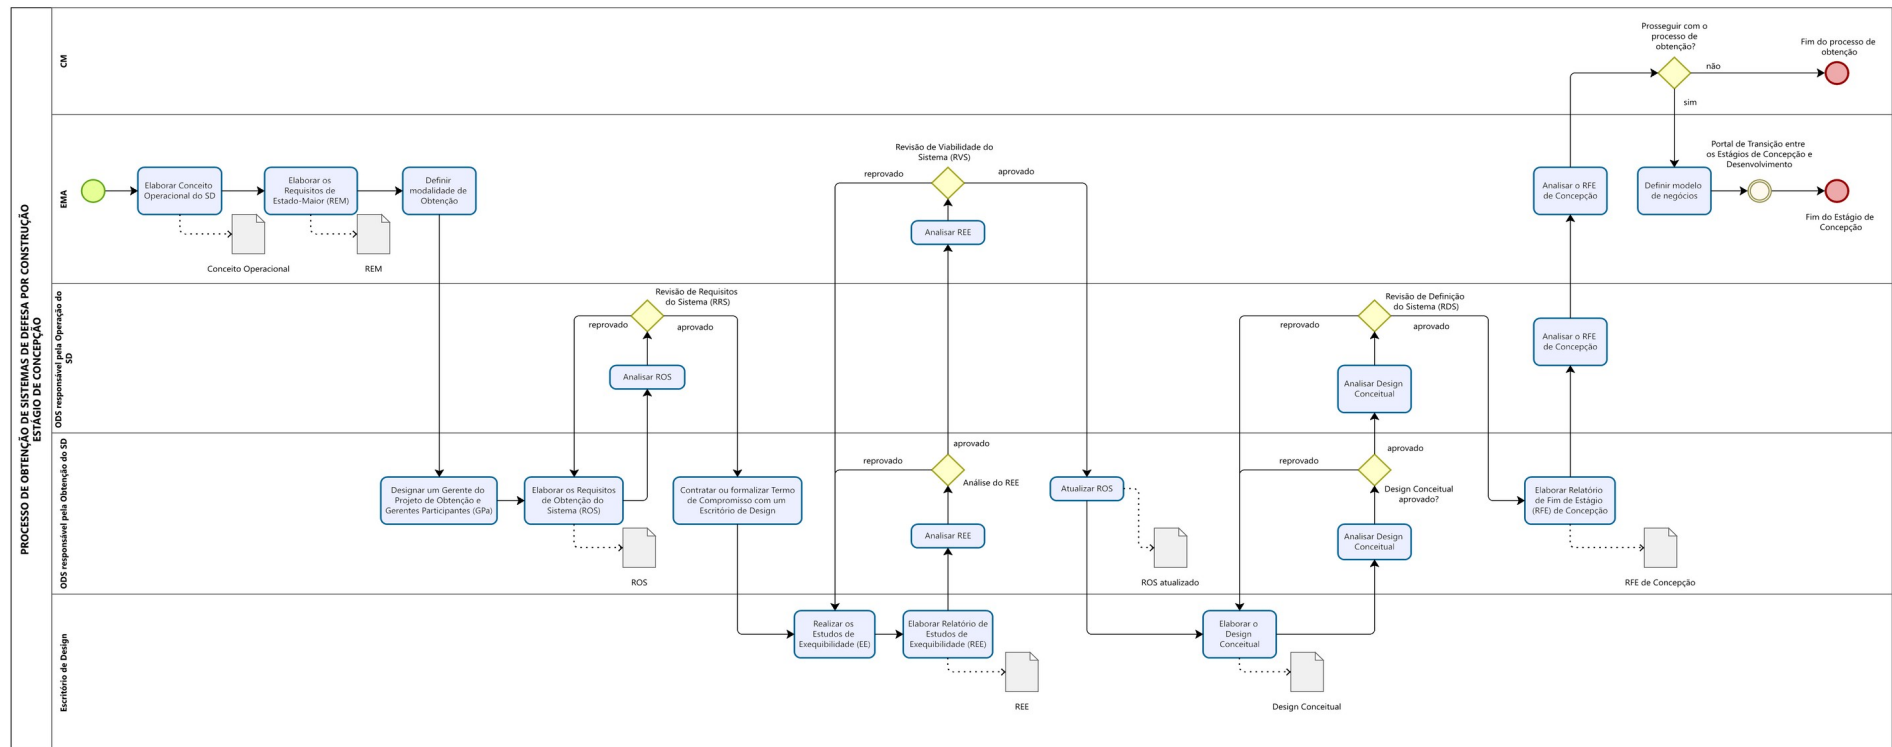 PROCESSO DE OBTENÇÃO DE SISTEMAS DE DEFESA POR CONSTRUÇÃO
ESTÁGIO DE CONCEPÇÃO
CM
Prosseguir com o
processo de
obtenção?
não
sim
Fim do processo de
obtenção
EMA
Elaborar Conceito
Operacional do SD
Conceito Operacional
Elaborar os
Requisitos de
Estado-Maior (REM)
REM
Definir
modalidade de
Obtenção
Revisão de Viabilidade do
Sistema (RVS)
reprovado
aprovado
Analisar REE
Analisar o RFE
de Concepção
Definir modelo
de negócios
Portal de Transição entre
os Estágios de Concepção e
Desenvolvimento
Fim do Estágio de
Concepção
ODS responsável pela Operação do
SD
Revisão de Requisitos
do Sistema (RRS)
reprovado
aprovado
Analisar ROS
Revisão de Definição
do Sistema (RDS)
reprovado
aprovado
Analisar Design
Conceitual
Analisar o RFE
de Concepção
ODS responsável pela Obtenção do SD
Designar um Gerente do
Projeto de Obtenção e
Gerentes Participantes (GPa)
Elaborar os Requisitos
de Obtenção do
Sistema (ROS)
ROS
Contratar ou formalizar Termo
de Compromisso com um
Escritório de Design
aprovado
reprovado
Análise do REE
Analisar REE
Atualizar ROS
ROS atualizado
aprovado
reprovado
Design Conceitual
aprovado?
Analisar Design
Conceitual
Elaborar Relatório
de Fim de Estágio
(RFE) de Concepção
RFE de Concepção
Escritório de Design
Realizar os
Estudos de
Exequibilidade (EE)
Elaborar Relatório de
Estudos de
Exequibilidade (REE)
REE
Elaborar o
Design
Conceitual
Design Conceitual